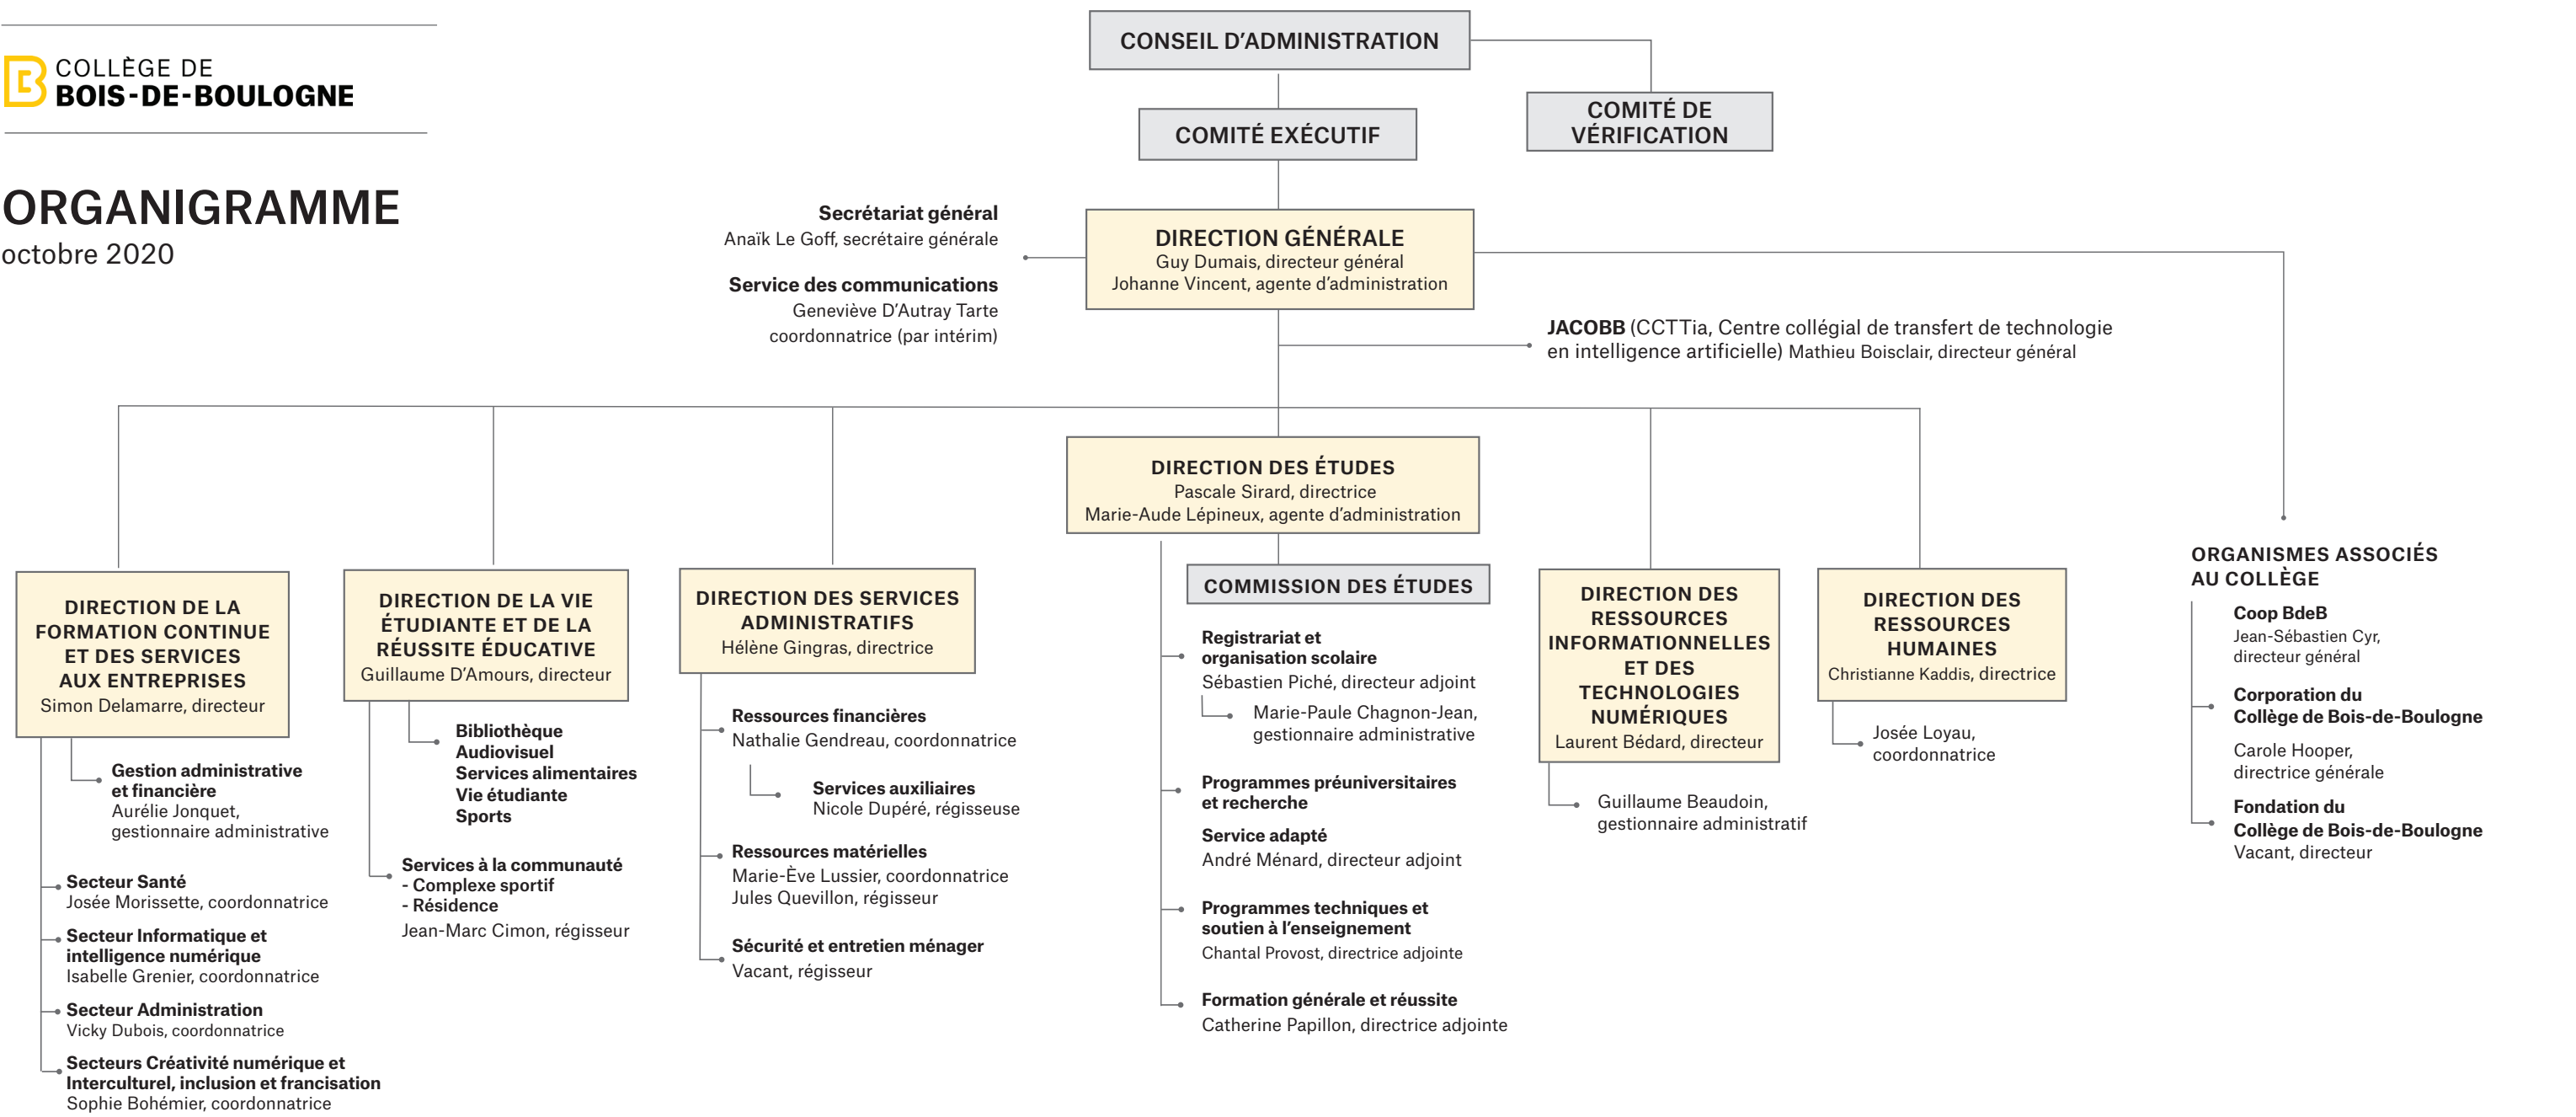 COLLÈGE DE
BOIS-DE-BOULOGNE
ORGANIGRAMME
octobre 2020
CONSEIL D'ADMINISTRATION
COMITÉ DE
VÉRIFICATION
COMITÉ EXÉCUTIF
Secrétariat général
Anaïk Le Goff, secrétaire générale
Service des communications
Geneviève D'Autray Tarte
coordonnatrice (par intérim)
DIRECTION GÉNÉRALE
Guy Dumais, directeur général
Johanne Vincent, agente d'administration
JACOBB (CCTTia, Centre collégial de transfert de technologie
en intelligence artificielle) Mathieu Boisclair, directeur général
DIRECTION DE LA
FORMATION CONTINUE
ET DES SERVICES
AUX ENTREPRISES
Simon Delamarre, directeur
Gestion administrative
et financière
Aurélie Jonquet,
gestionnaire administrative
Secteur Santé
Josée Morissette, coordonnatrice
Secteur Informatique et
intelligence numérique
Isabelle Grenier, coordonnatrice
Secteur Administration
Vicky Dubois, coordonnatrice
Secteurs Créativité numérique et
Interculturel, inclusion et francisation
Sophie Bohémier, coordonnatrice
DIRECTION DE LA VIE
ÉTUDIANTE ET DE LA
RÉUSSITE ÉDUCATIVE
Guillaume D'Amours, directeur
Bibliothèque
Audiovisuel
Services alimentaires
Vie étudiante
Sports
Services à la communauté
- Complexe sportif
- Résidence
Jean-Marc Cimon, régisseur
DIRECTION DES SERVICES
ADMINISTRATIFS
Hélène Gingras, directrice
Ressources financières
Nathalie Gendreau, coordonnatrice
Services auxiliaires
Nicole Dupéré, régisseuse
Ressources matérielles
Marie-Ève Lussier, coordonnatrice
Jules Quevillon, régisseur
Sécurité et entretien ménager
Vacant, régisseur
DIRECTION DES ÉTUDES
Pascale Sirard, directrice
Marie-Aude Lépineux, agente d'administration
COMMISSION DES ÉTUDES
Registrariat et
organisation scolaire
Sébastien Piché, directeur adjoint
Marie-Paule Chagnon-Jean,
gestionnaire administrative
Programmes préuniversitaires
et recherche
Service adapté
André Ménard, directeur adjoint
Programmes techniques et
soutien à l'enseignement
Chantal Provost, directrice adjointe
Formation générale et réussite
Catherine Papillon, directrice adjointe
DIRECTION DES
RESSOURCES
INFORMATIONNELLES
ET DES
TECHNOLOGIES
NUMÉRIQUES
Laurent Bédard, directeur
Guillaume Beaudoin,
gestionnaire administratif
DIRECTION DES
RESSOURCES
HUMAINES
Christianne Kaddis, directrice
Josée Loyau,
coordonnatrice
ORGANISMES ASSOCIÉS
AU COLLÈGE
Coop BdeB
Jean-Sébastien Cyr,
directeur général
Corporation du
Collège de Bois-de-Boulogne
Carole Hooper,
directrice générale
Fondation du
Collège de Bois-de-Boulogne
Vacant, directeur